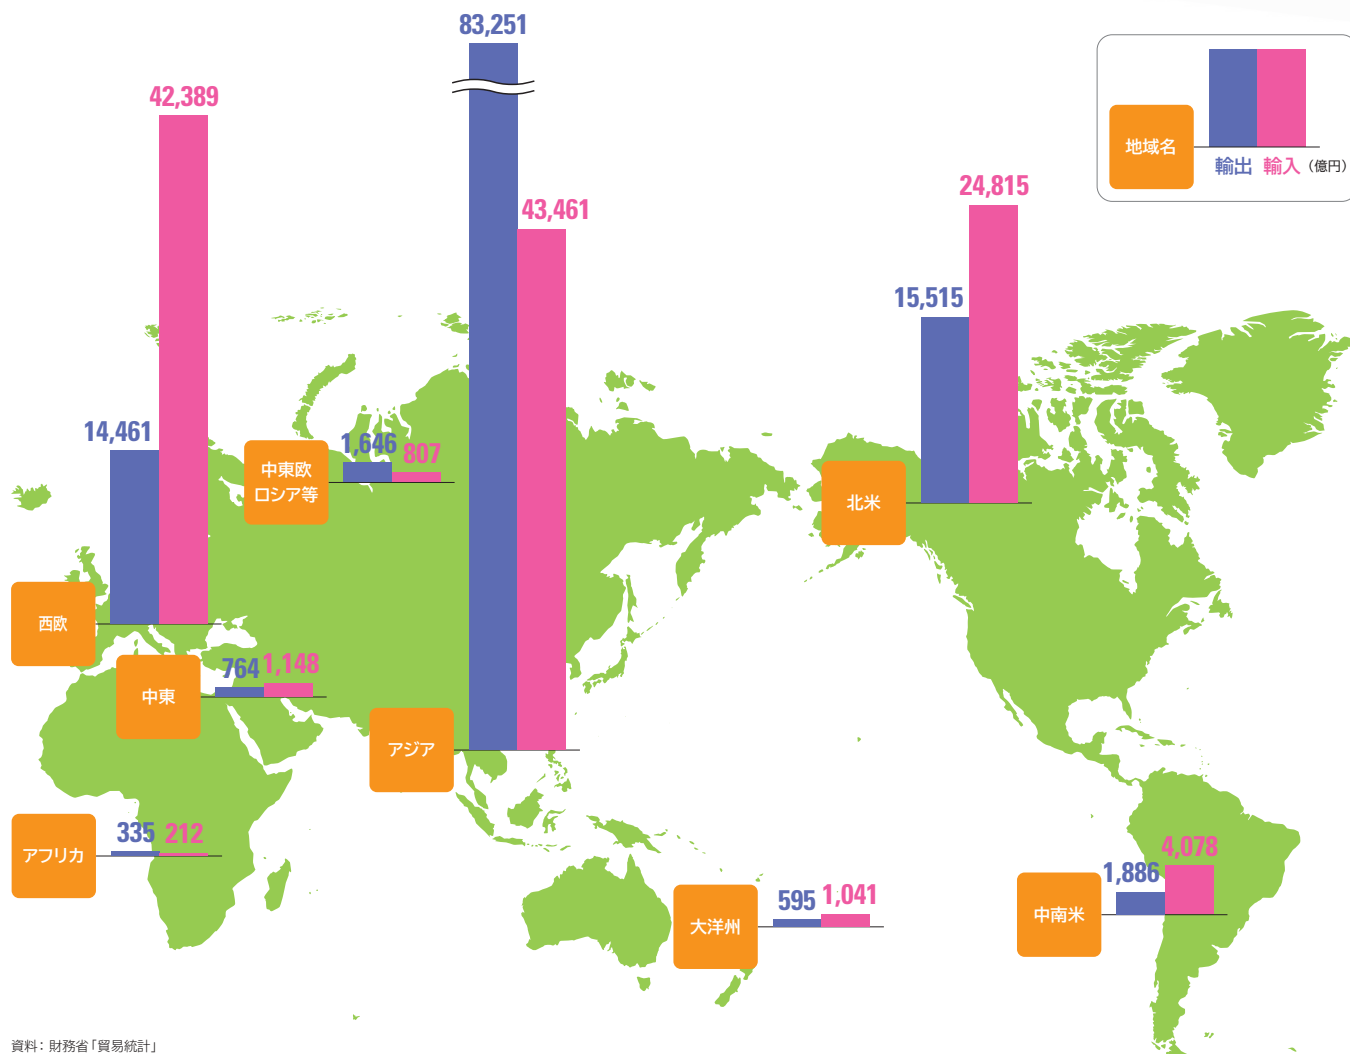 83,251
42,389
43,461
24,815
15,515
地域名
輸出 輸入 (億円)
14,461
中東欧
ロシア等
1,646
807
北米
西欧
中東
764
1,148
アジア
アフリカ
335
212
大洋州
595
1,041
中南米
1,886
4,078
資料:財務省「貿易統計」